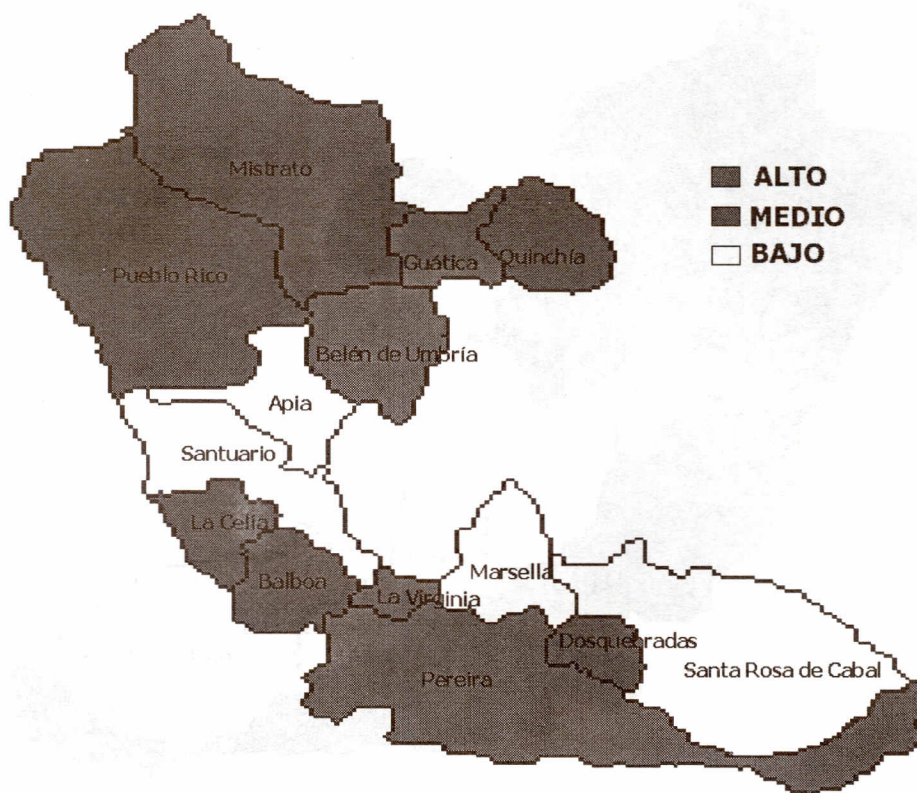 Mistrato
ALTO
MEDIO
BAJO
Guática
Quinchía
Pueblo Rico
Belén de Umbría
Apia
Santuario
La Celia
Balboa
La Virginia
Marsella
Dosquebradas
Pereira
Santa Rosa de Cabal